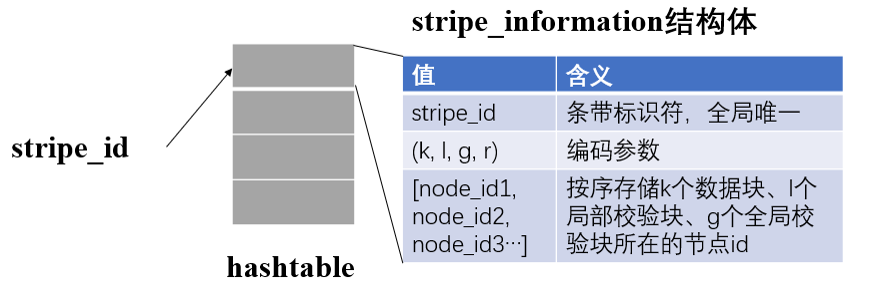 stripe_information结构体
stripe_id
hashtable
值 含义
stripe_id 条带标识符，全局唯一
(k, l, g, r) 编码参数
[node_id1, 按序存储k个数据块、l个
node_id2, 局部校验块、g个全局校
node_id3…] 验块所在的节点id